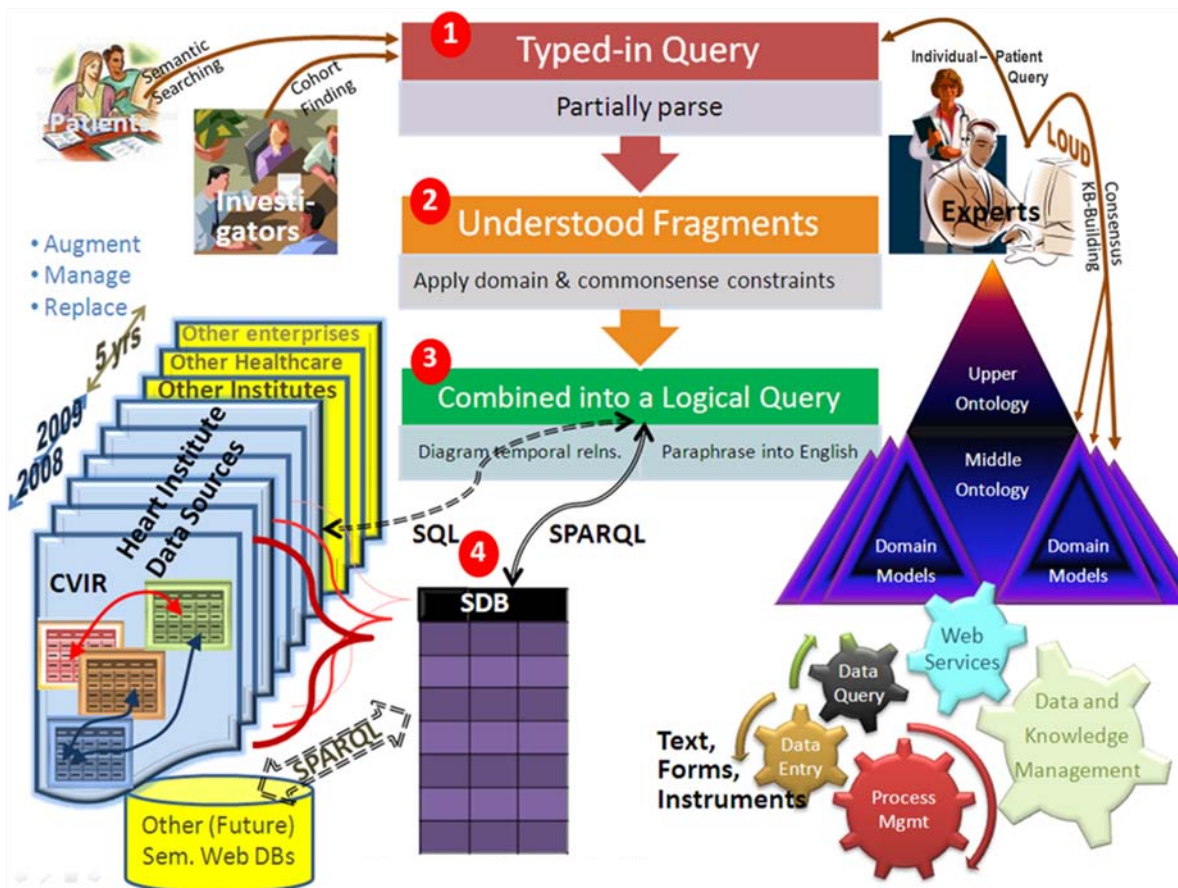 1
Typed-in Query
Partially parse
Semantic
Searching
Patients
Cohort
Finding
Investi-
gators
Individual–Patient
Query
LOUD
Experts
Consensus
KB-Building
2
Understood Fragments
Apply domain & commonsense constraints
• Augment
• Manage
• Replace
5 yrs
2009
2008
Other enterprises
Other Healthcare
Other Institutes
Heart Institute
Data Sources
CVIR
3
Combined into a Logical Query
Diagram temporal relns.
Paraphrase into English
SQL
SPARQL
4
SDB
SPARQL
Other (Future)
Sem. Web DBs
Upper
Ontology
Middle
Ontology
Domain
Models
Domain
Models
Web
Services
Data
Query
Data and
Knowledge
Management
Text,
Forms,
Instruments
Data
Entry
Process
Mgmt